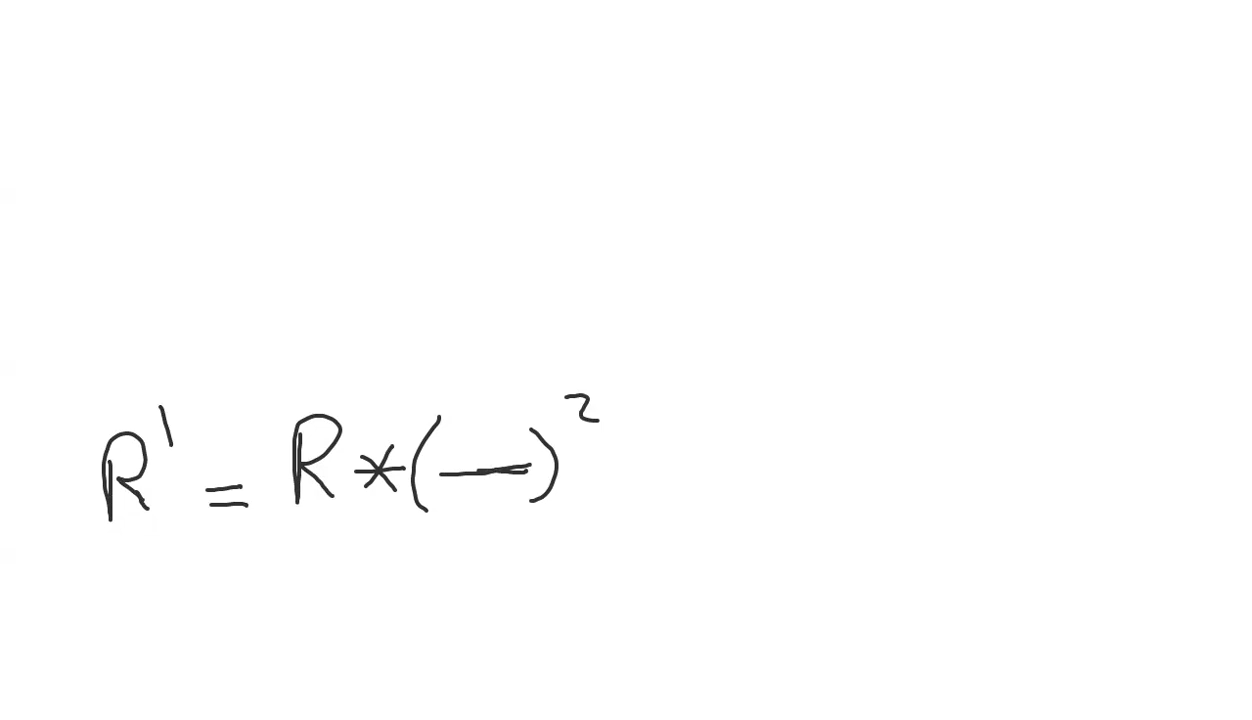 R' = R * (—)²